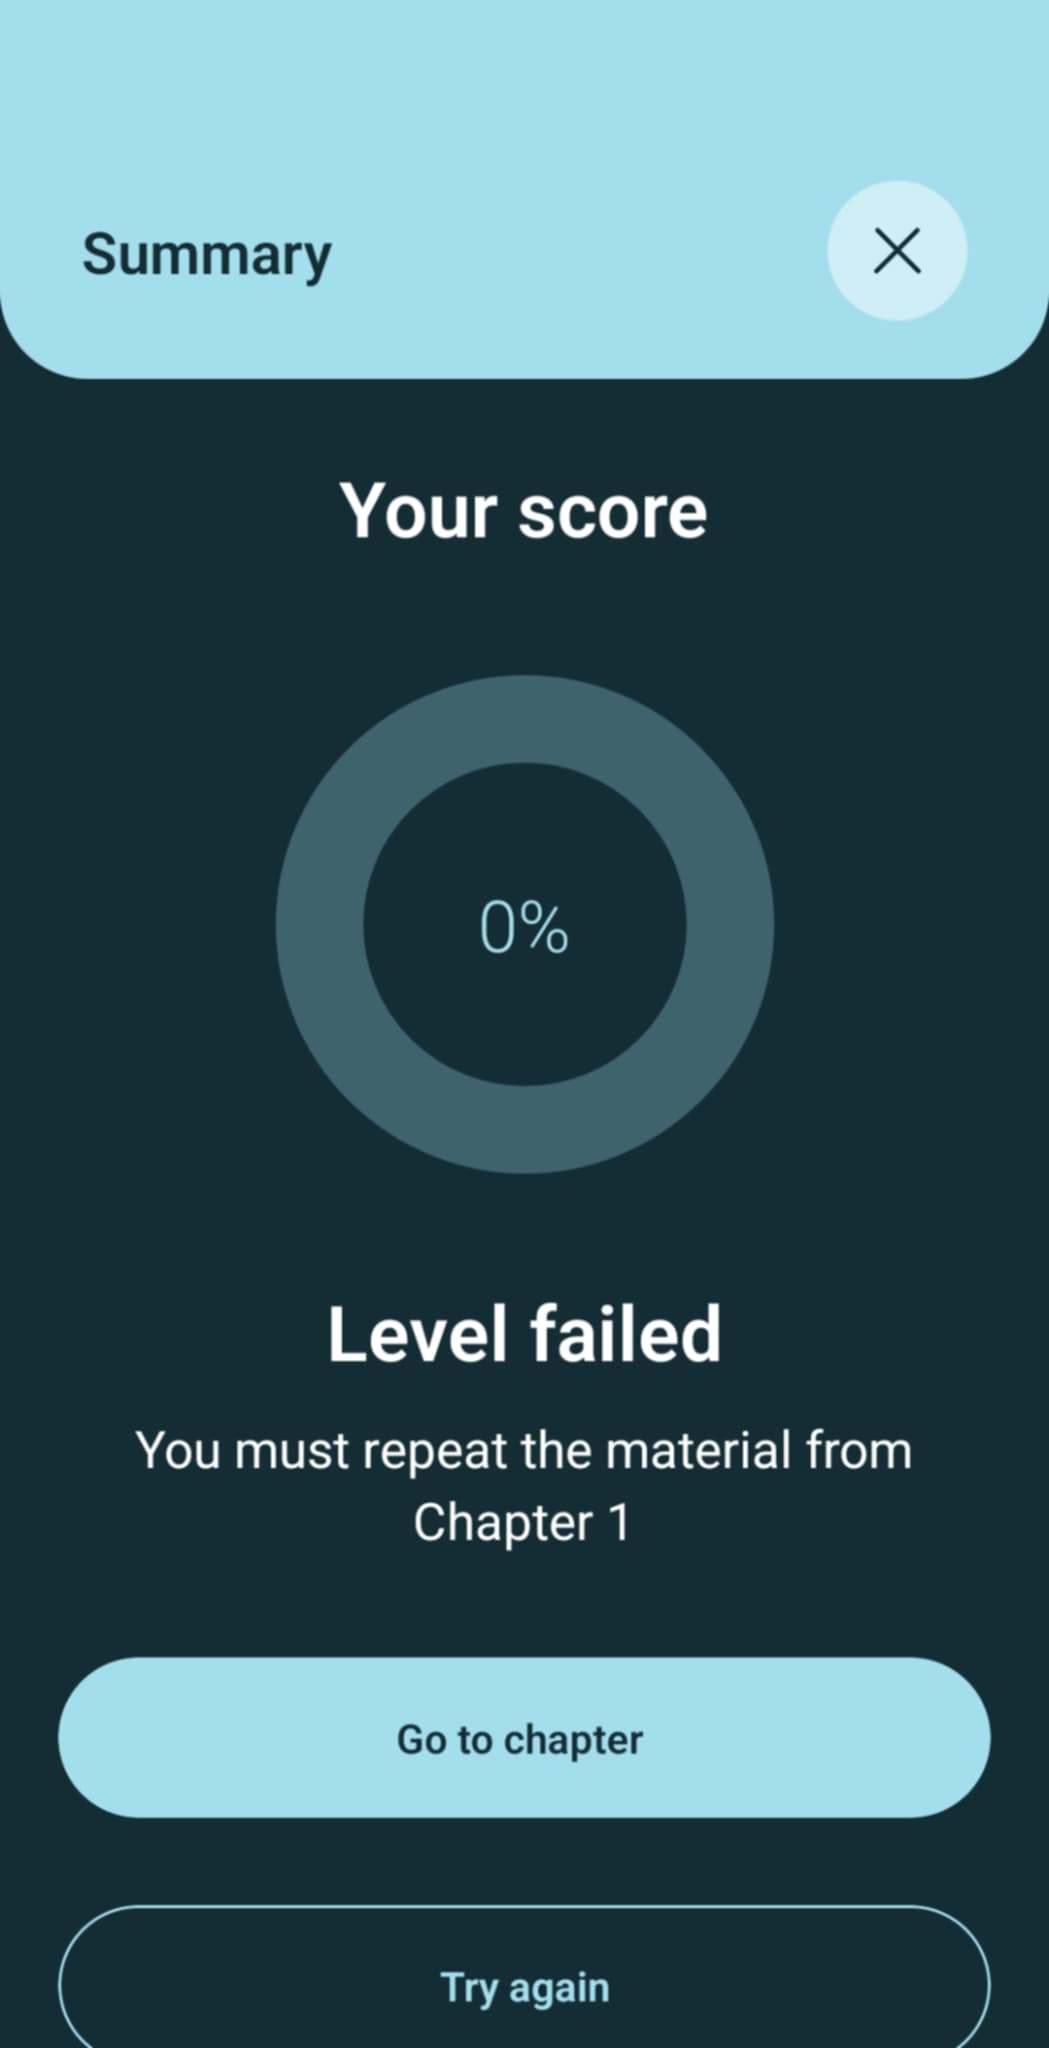 Summary
Your score
0%
Level failed
You must repeat the material from
Chapter 1
Go to chapter
Try again